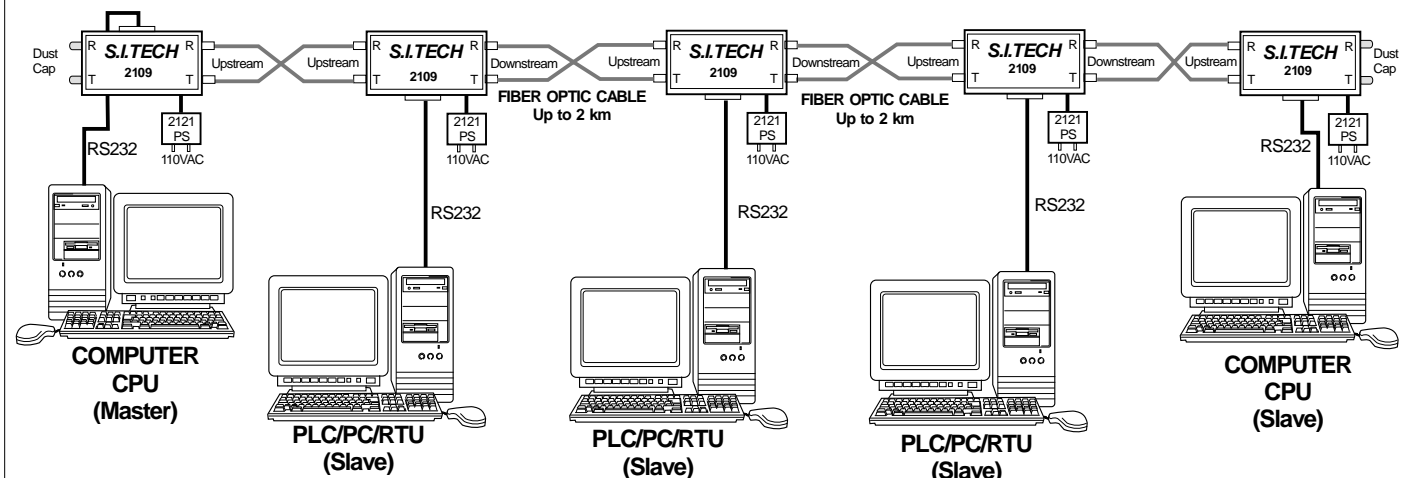 Dust
Cap
R
T
S.I.TECH
2109
R
T
Upstream
Upstream
R
T
S.I.TECH
2109
R
T
Downstream
Upstream
R
T
S.I.TECH
2109
R
T
Downstream
Upstream
R
T
S.I.TECH
2109
R
T
Downstream
Upstream
S.I.TECH
2109
R
T
Dust
Cap
FIBER OPTIC CABLE
Up to 2 km
FIBER OPTIC CABLE
Up to 2 km
2121
PS
110VAC
2121
PS
110VAC
2121
PS
110VAC
2121
PS
110VAC
2121
PS
110VAC
RS232
RS232
RS232
RS232
RS232
COMPUTER
CPU
(Master)
PLC/PC/RTU
(Slave)
PLC/PC/RTU
(Slave)
PLC/PC/RTU
(Slave)
COMPUTER
CPU
(Slave)